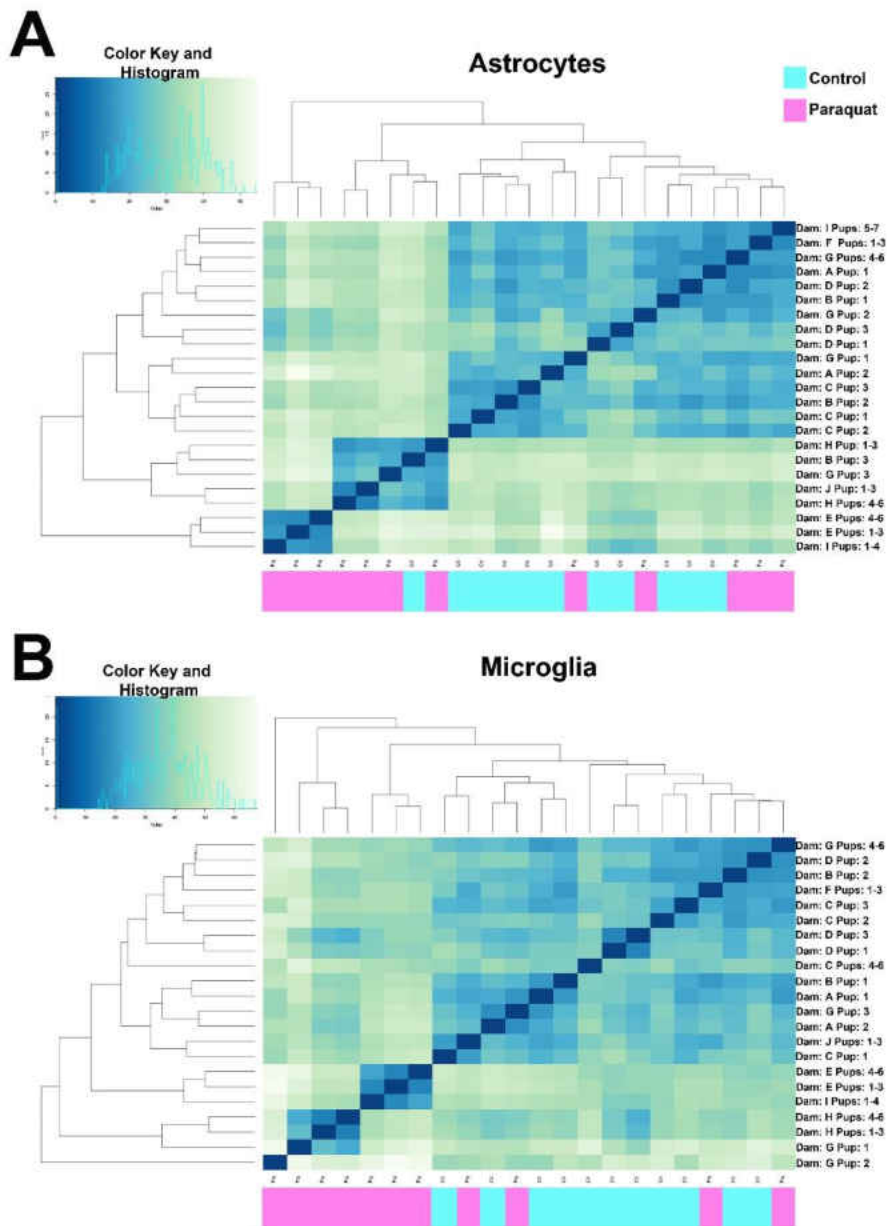 A
Color Key and
Histogram
Value
Astrocytes
Control
Paraquat
Dam: I Pups: 5-7
Dam: F Pups: 1-3
Dam: G Pups: 4-6
Dam: A Pup: 1
Dam: D Pup: 2
Dam: B Pup: 1
Dam: G Pup: 2
Dam: D Pup: 3
Dam: D Pup: 1
Dam: G Pup: 1
Dam: A Pup: 2
Dam: C Pup: 3
Dam: B Pup: 2
Dam: C Pup: 1
Dam: C Pup: 2
Dam: H Pup: 1-3
Dam: B Pup: 3
Dam: G Pup: 3
Dam: J Pup: 1-3
Dam: H Pups: 4-6
Dam: E Pups: 4-6
Dam: E Pups: 1-3
Dam: I Pups: 1-4
B
Color Key and
Histogram
Value
Microglia
Dam: G Pups: 4-6
Dam: D Pup: 2
Dam: B Pup: 2
Dam: F Pups: 1-3
Dam: C Pup: 3
Dam: C Pup: 2
Dam: D Pup: 3
Dam: D Pup: 1
Dam: C Pups: 4-6
Dam: B Pup: 1
Dam: A Pup: 1
Dam: G Pup: 3
Dam: A Pup: 2
Dam: J Pups: 1-3
Dam: C Pup: 1
Dam: E Pups: 4-6
Dam: E Pups: 1-3
Dam: I Pups: 1-4
Dam: H Pups: 4-6
Dam: H Pups: 1-3
Dam: G Pup: 1
Dam: G Pup: 2